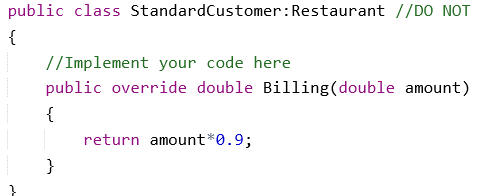 public class StandardCustomer:Restaurant //DO NOT
{
//Implement your code here
public override double Billing(double amount)
{
return amount*0.9;
}
}